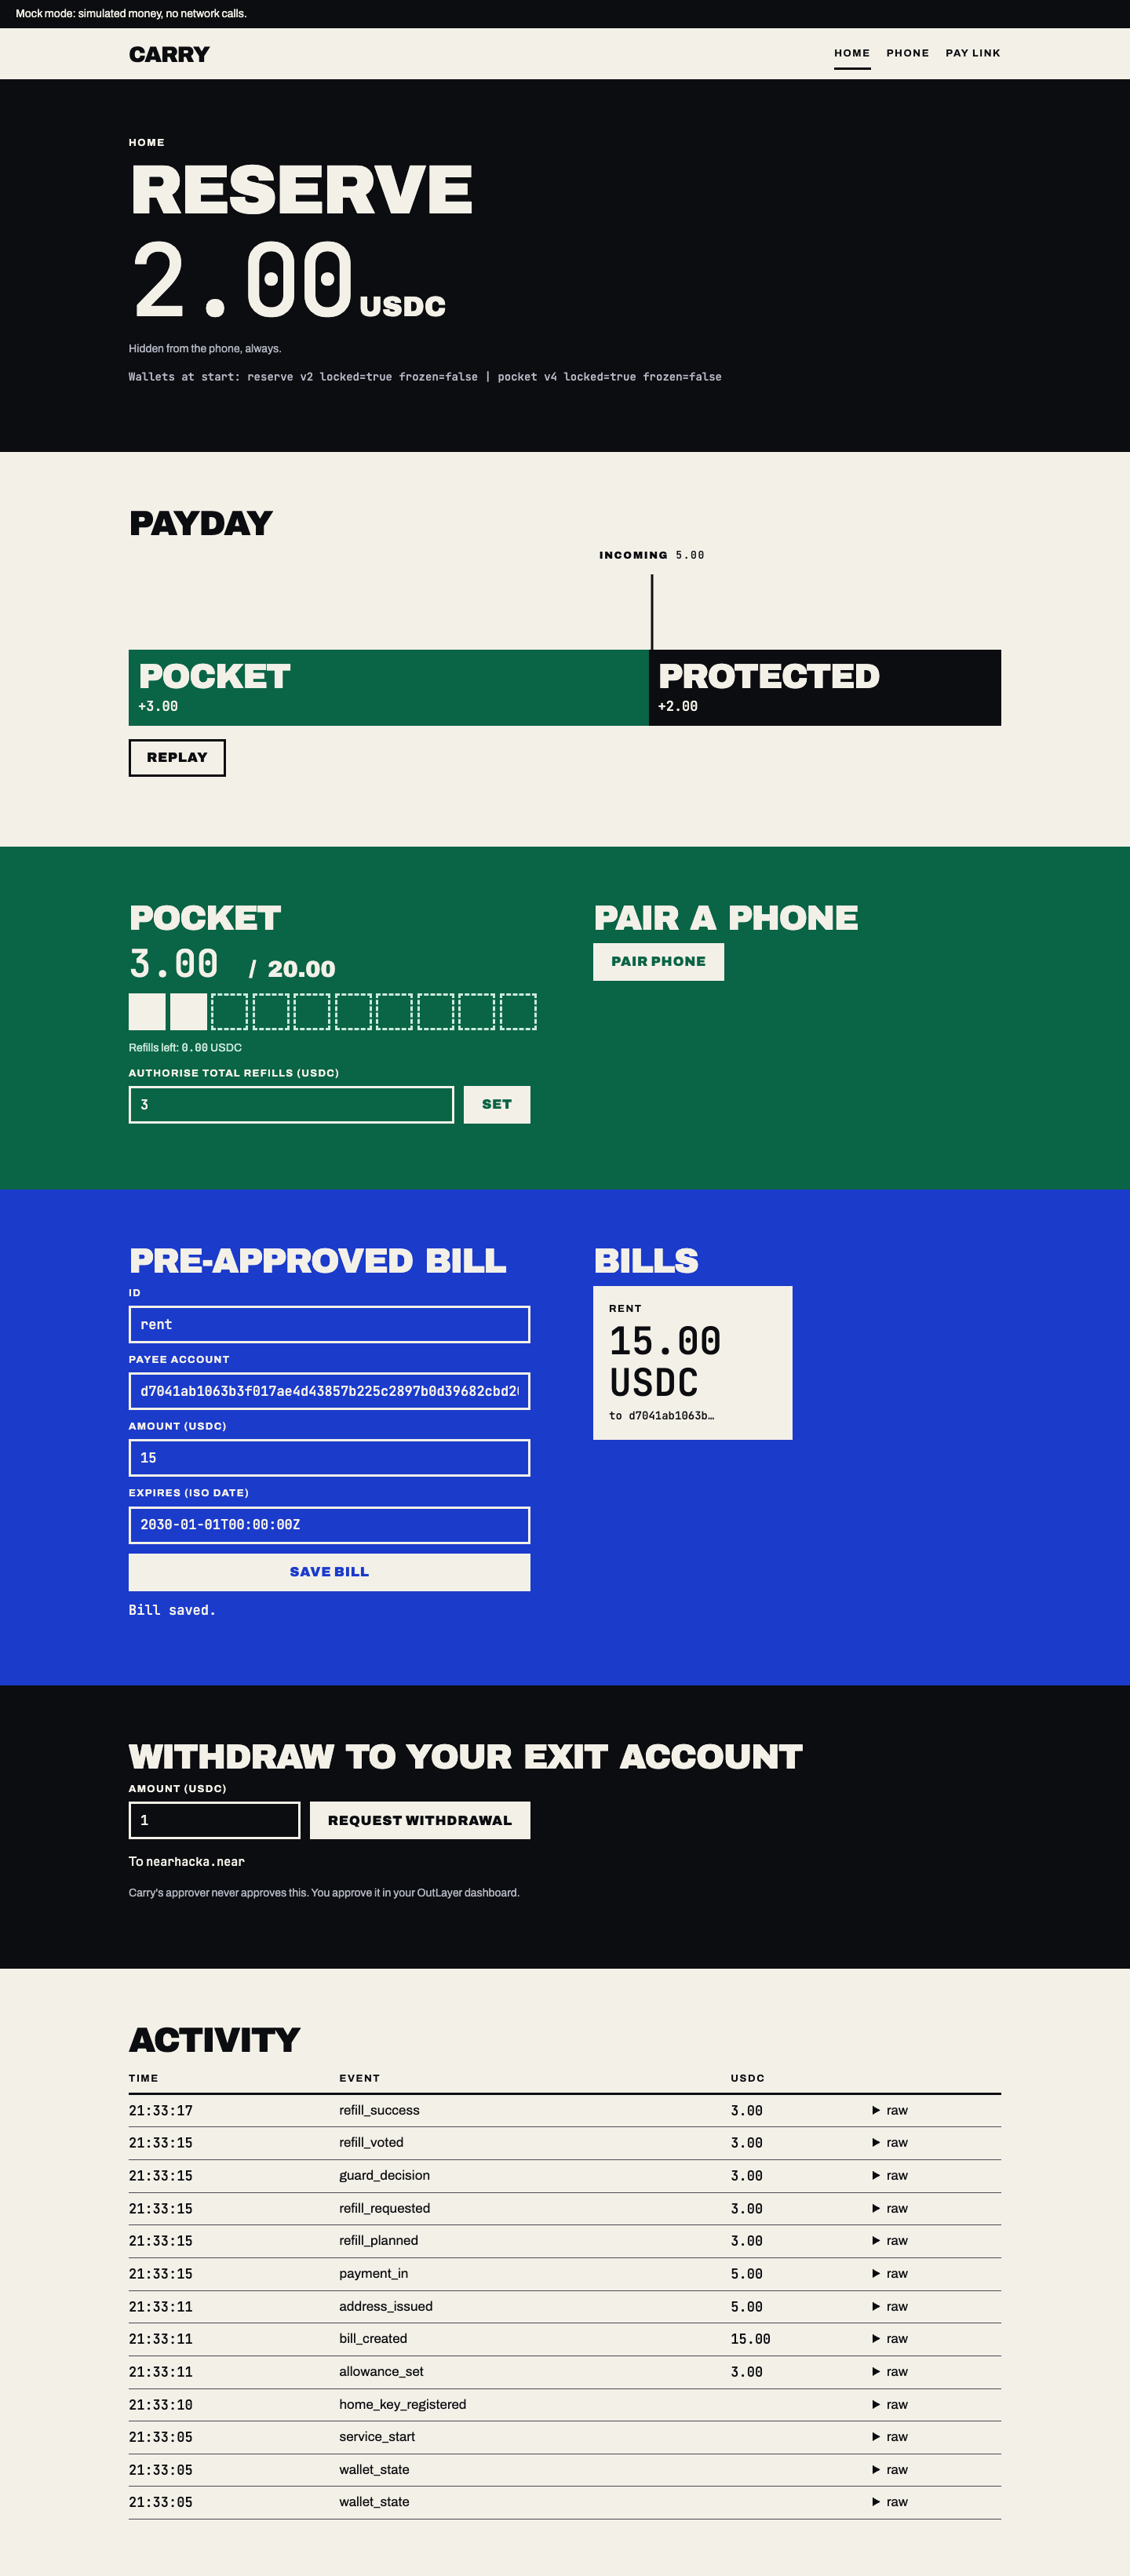 Mock mode: simulated money, no network calls.
CARRY
HOME PHONE PAY LINK
HOME
RESERVE
2.00 USDC
Hidden from the phone, always.
Wallets at start: reserve v2 locked=true frozen=false | pocket v4 locked=true frozen=false
PAYDAY
INCOMING 5.00
POCKET
+3.00
PROTECTED
+2.00
REPLAY
POCKET
3.00 / 20.00
Refills left: 0.00 USDC
AUTHORISE TOTAL REFILLS (USDC)
3
SET
PAIR A PHONE
PAIR PHONE
PRE-APPROVED BILL
ID
rent
PAYEE ACCOUNT
d7041ab1063b3f017ae4d43857b225c2897b0d39682cbd2
AMOUNT (USDC)
15
EXPIRES (ISO DATE)
2030-01-01T00:00:00Z
SAVE BILL
Bill saved.
BILLS
RENT
15.00
USDC
to d7041ab1063b…
WITHDRAW TO YOUR EXIT ACCOUNT
AMOUNT (USDC)
1
REQUEST WITHDRAWAL
To nearhacka.near
Carry's approver never approves this. You approve it in your OutLayer dashboard.
ACTIVITY
TIME EVENT USDC
21:33:17 refill_success 3.00 ▶ raw
21:33:15 refill_voted 3.00 ▶ raw
21:33:15 guard_decision 3.00 ▶ raw
21:33:15 refill_requested 3.00 ▶ raw
21:33:15 refill_planned 3.00 ▶ raw
21:33:15 payment_in 5.00 ▶ raw
21:33:11 address_issued 5.00 ▶ raw
21:33:11 bill_created 15.00 ▶ raw
21:33:11 allowance_set 3.00 ▶ raw
21:33:10 home_key_registered ▶ raw
21:33:05 service_start ▶ raw
21:33:05 wallet_state ▶ raw
21:33:05 wallet_state ▶ raw